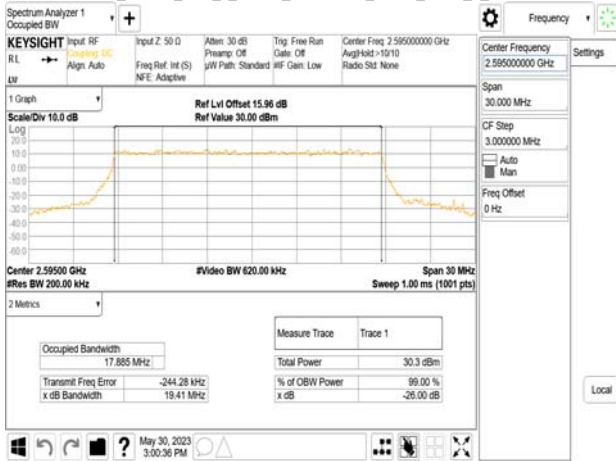 Spectrum Analyzer 1
Occupied BW
Frequency
KEYSIGHT
RL
Input: RF
Coupling: DC
Align: Auto
Input Z: 50 Ω
Freq Ref: Int (S)
NFE: Adaptive
Atten: 30 dB
Preamp: Off
µW Path: Standard
Trig: Free Run
Gate: Off
#IF Gain: Low
Center Freq: 2.595000000 GHz
Avg|Hold:>10/10
Radio Std: None
Center Frequency
2.595000000 GHz
Settings
Span
30.000 MHz
CF Step
3.000000 MHz
Auto
Man
Freq Offset
0 Hz
Local
1 Graph
Scale/Div 10.0 dB
Ref Lvl Offset 15.96 dB
Ref Value 30.00 dBm
Log
20.0
10.0
0.00
-10.0
-20.0
-30.0
-40.0
-50.0
-60.0
Center 2.59500 GHz
#Video BW 620.00 kHz
Span 30 MHz
#Res BW 200.00 kHz
Sweep 1.00 ms (1001 pts)
2 Metrics
Measure Trace
Trace 1
Occupied Bandwidth
17.885 MHz
Total Power
30.3 dBm
Transmit Freq Error
-244.28 kHz
% of OBW Power
99.00 %
x dB Bandwidth
19.41 MHz
x dB
-26.00 dB
?
May 30, 2023
3:00:36 PM